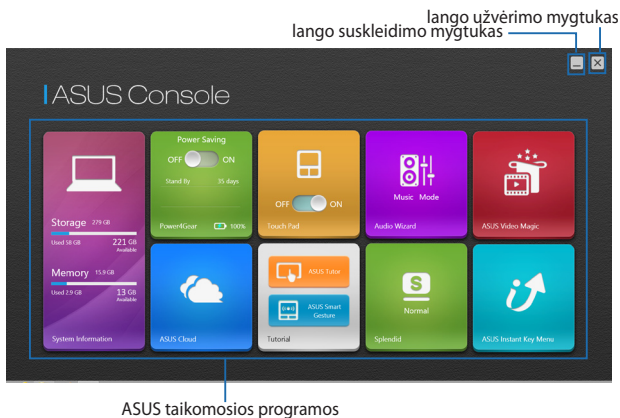 lango užvėrimo mygtukas
lango suskleidimo mygtukas
ASUS Console
Storage 279 GB
Used 58 GB 221 GB
Available
Memory 15.9 GB
Used 2.9 GB 13 GB
Available
System Information
Power Saving
OFF ON
Stand By 35 days
Power4Gear 100%
OFF ON
Touch Pad
Music Mode
Audio Wizard
ASUS Video Magic
ASUS Cloud
ASUS Tutor
ASUS Smart
Gesture
Tutorial
S
Normal
Splendid
ASUS Instant Key Menu
ASUS taikomosios programos